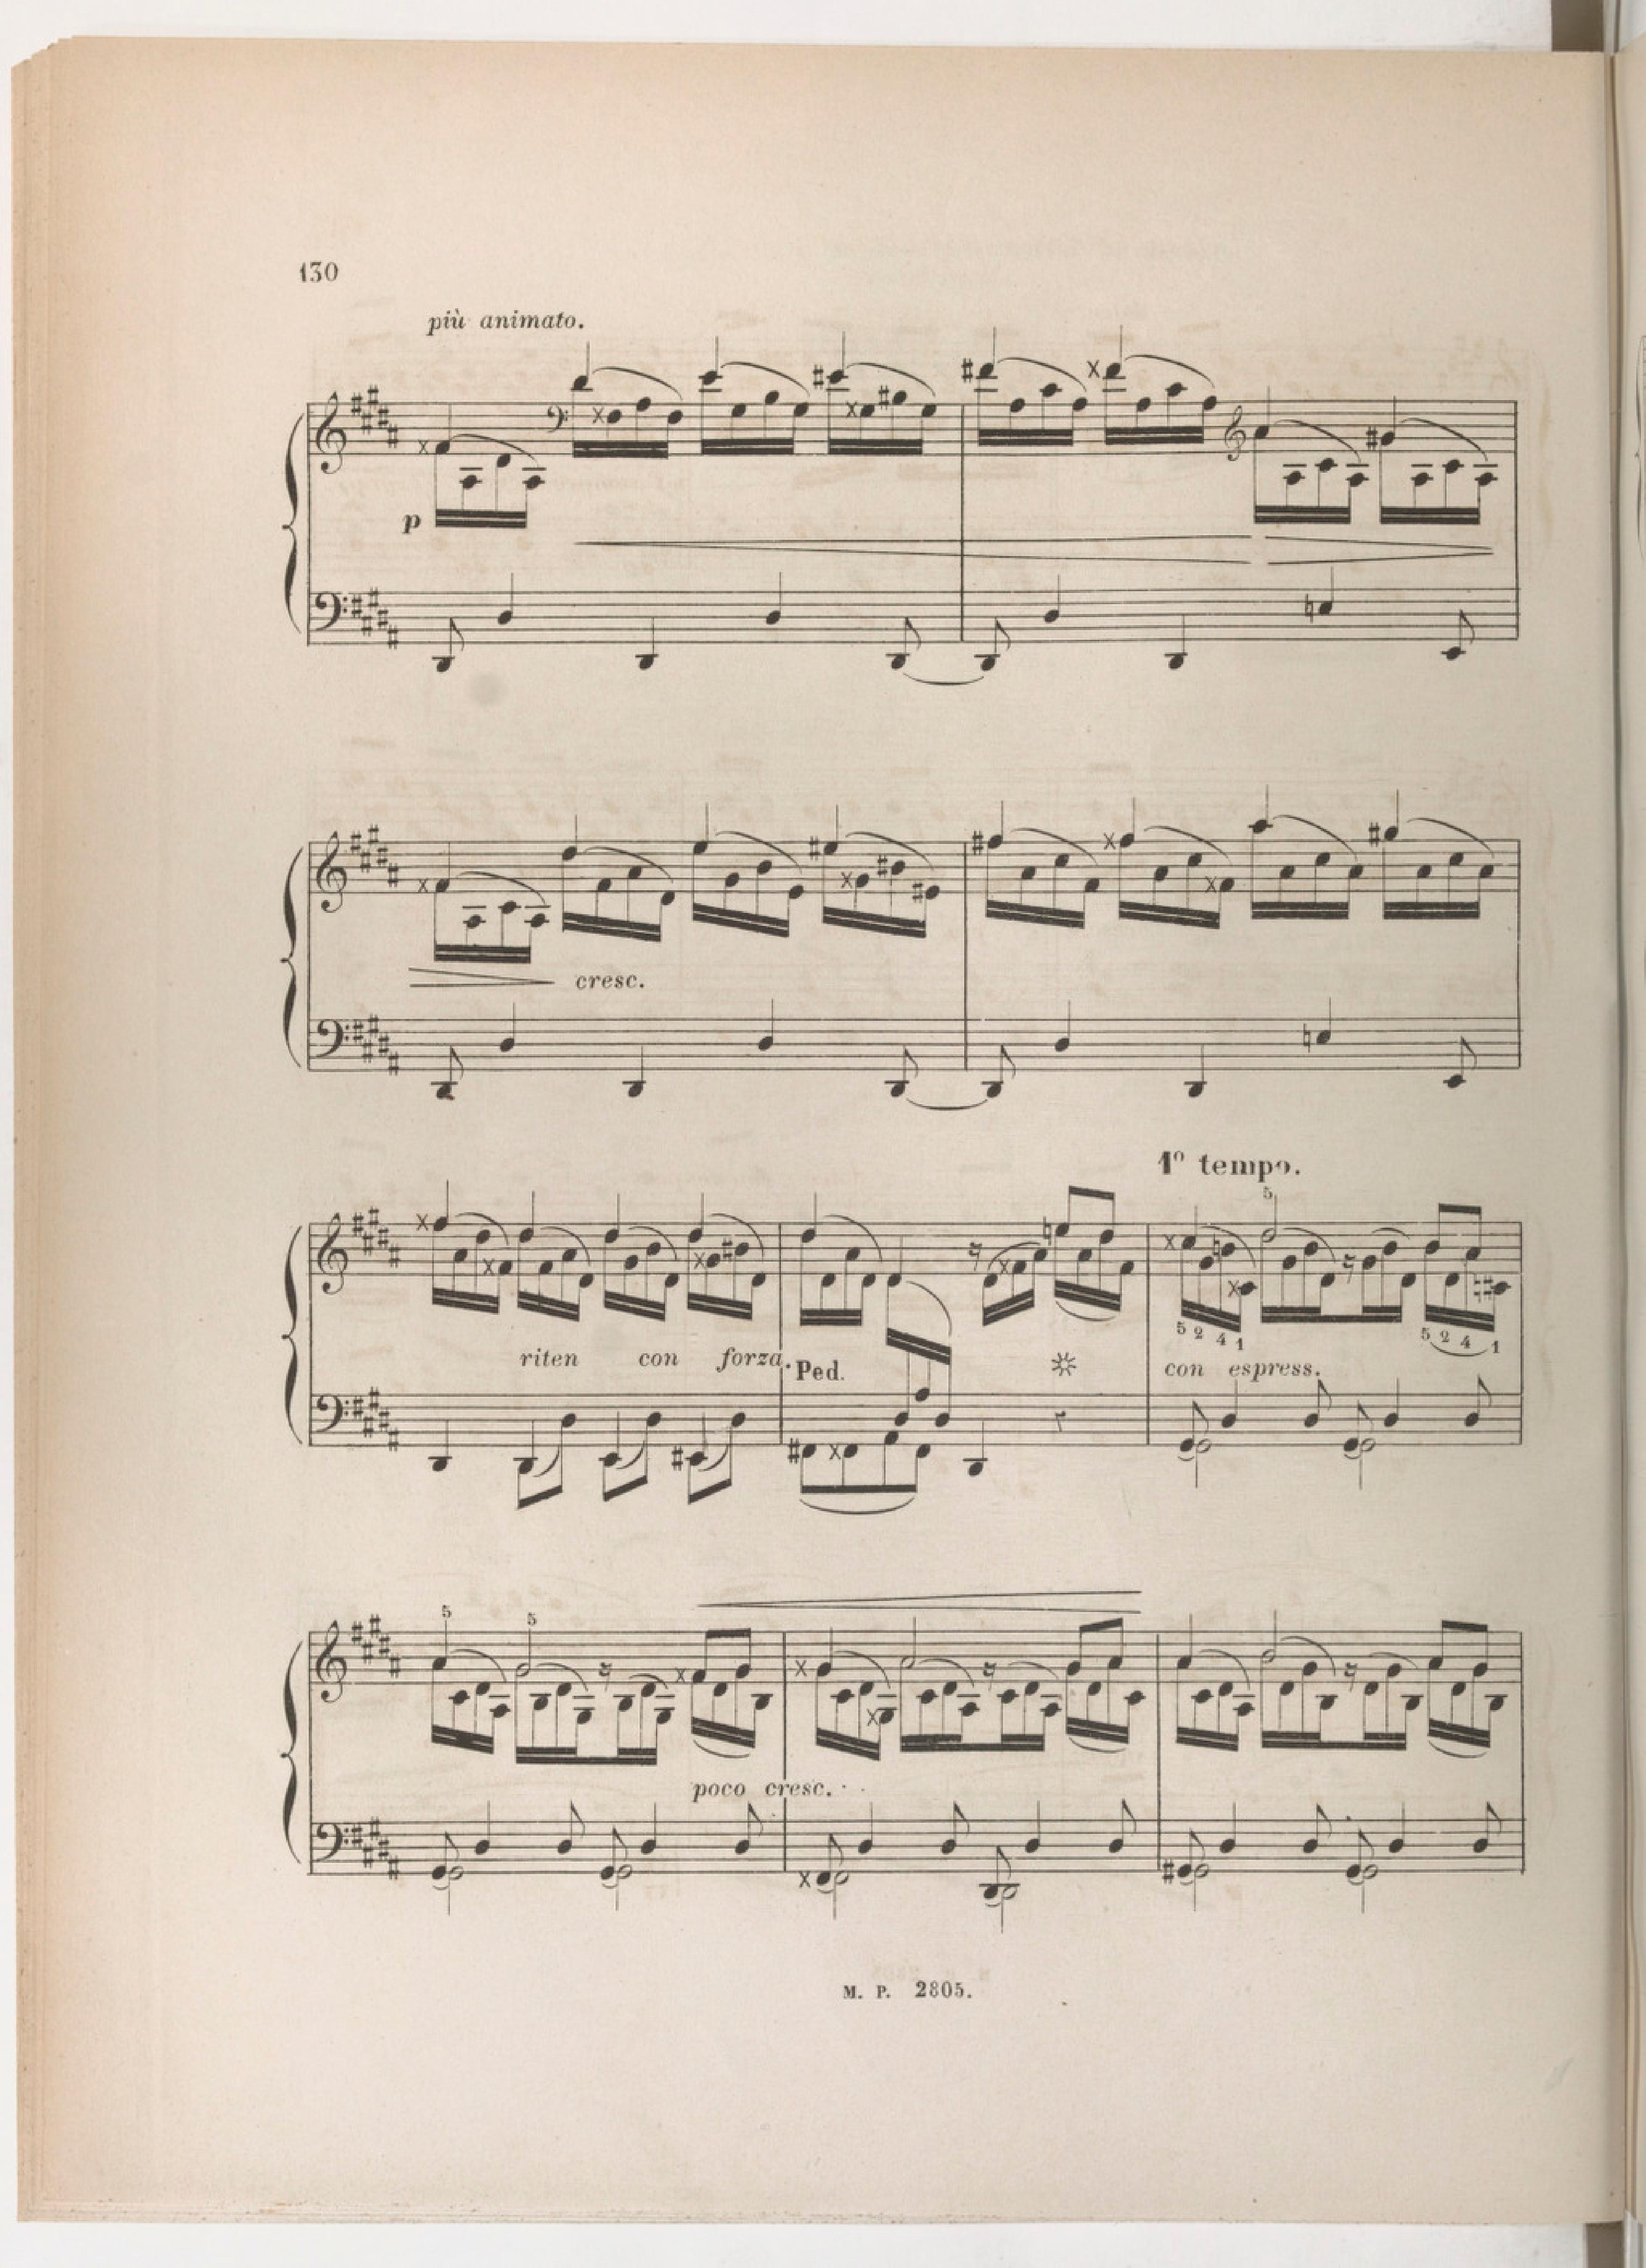 130
più animato.
p
cresc.
1º tempo.
5
5 2 4 1
5 2 4 1
riten con forza.
Ped.
con espress.
5
5
poco cresc.
M. P. 2805.